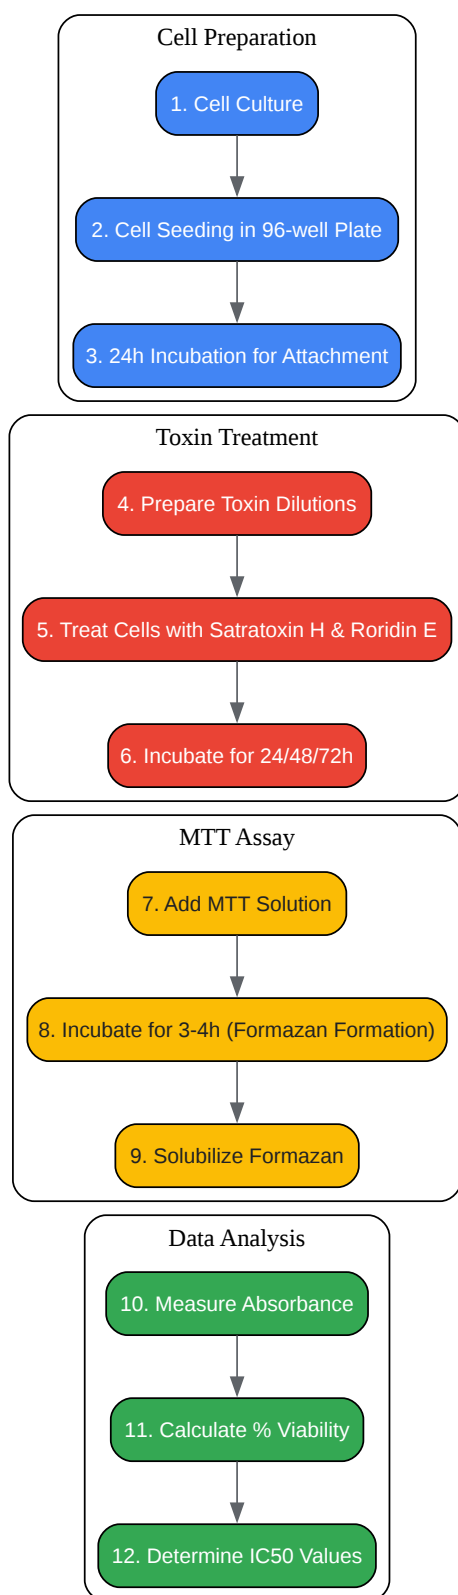 Cell Preparation
1. Cell Culture
2. Cell Seeding in 96-well Plate
3. 24h Incubation for Attachment
Toxin Treatment
4. Prepare Toxin Dilutions
5. Treat Cells with Satratoxin H & Roridin E
6. Incubate for 24/48/72h
MTT Assay
7. Add MTT Solution
8. Incubate for 3-4h (Formazan Formation)
9. Solubilize Formazan
Data Analysis
10. Measure Absorbance
11. Calculate % Viability
12. Determine IC50 Values